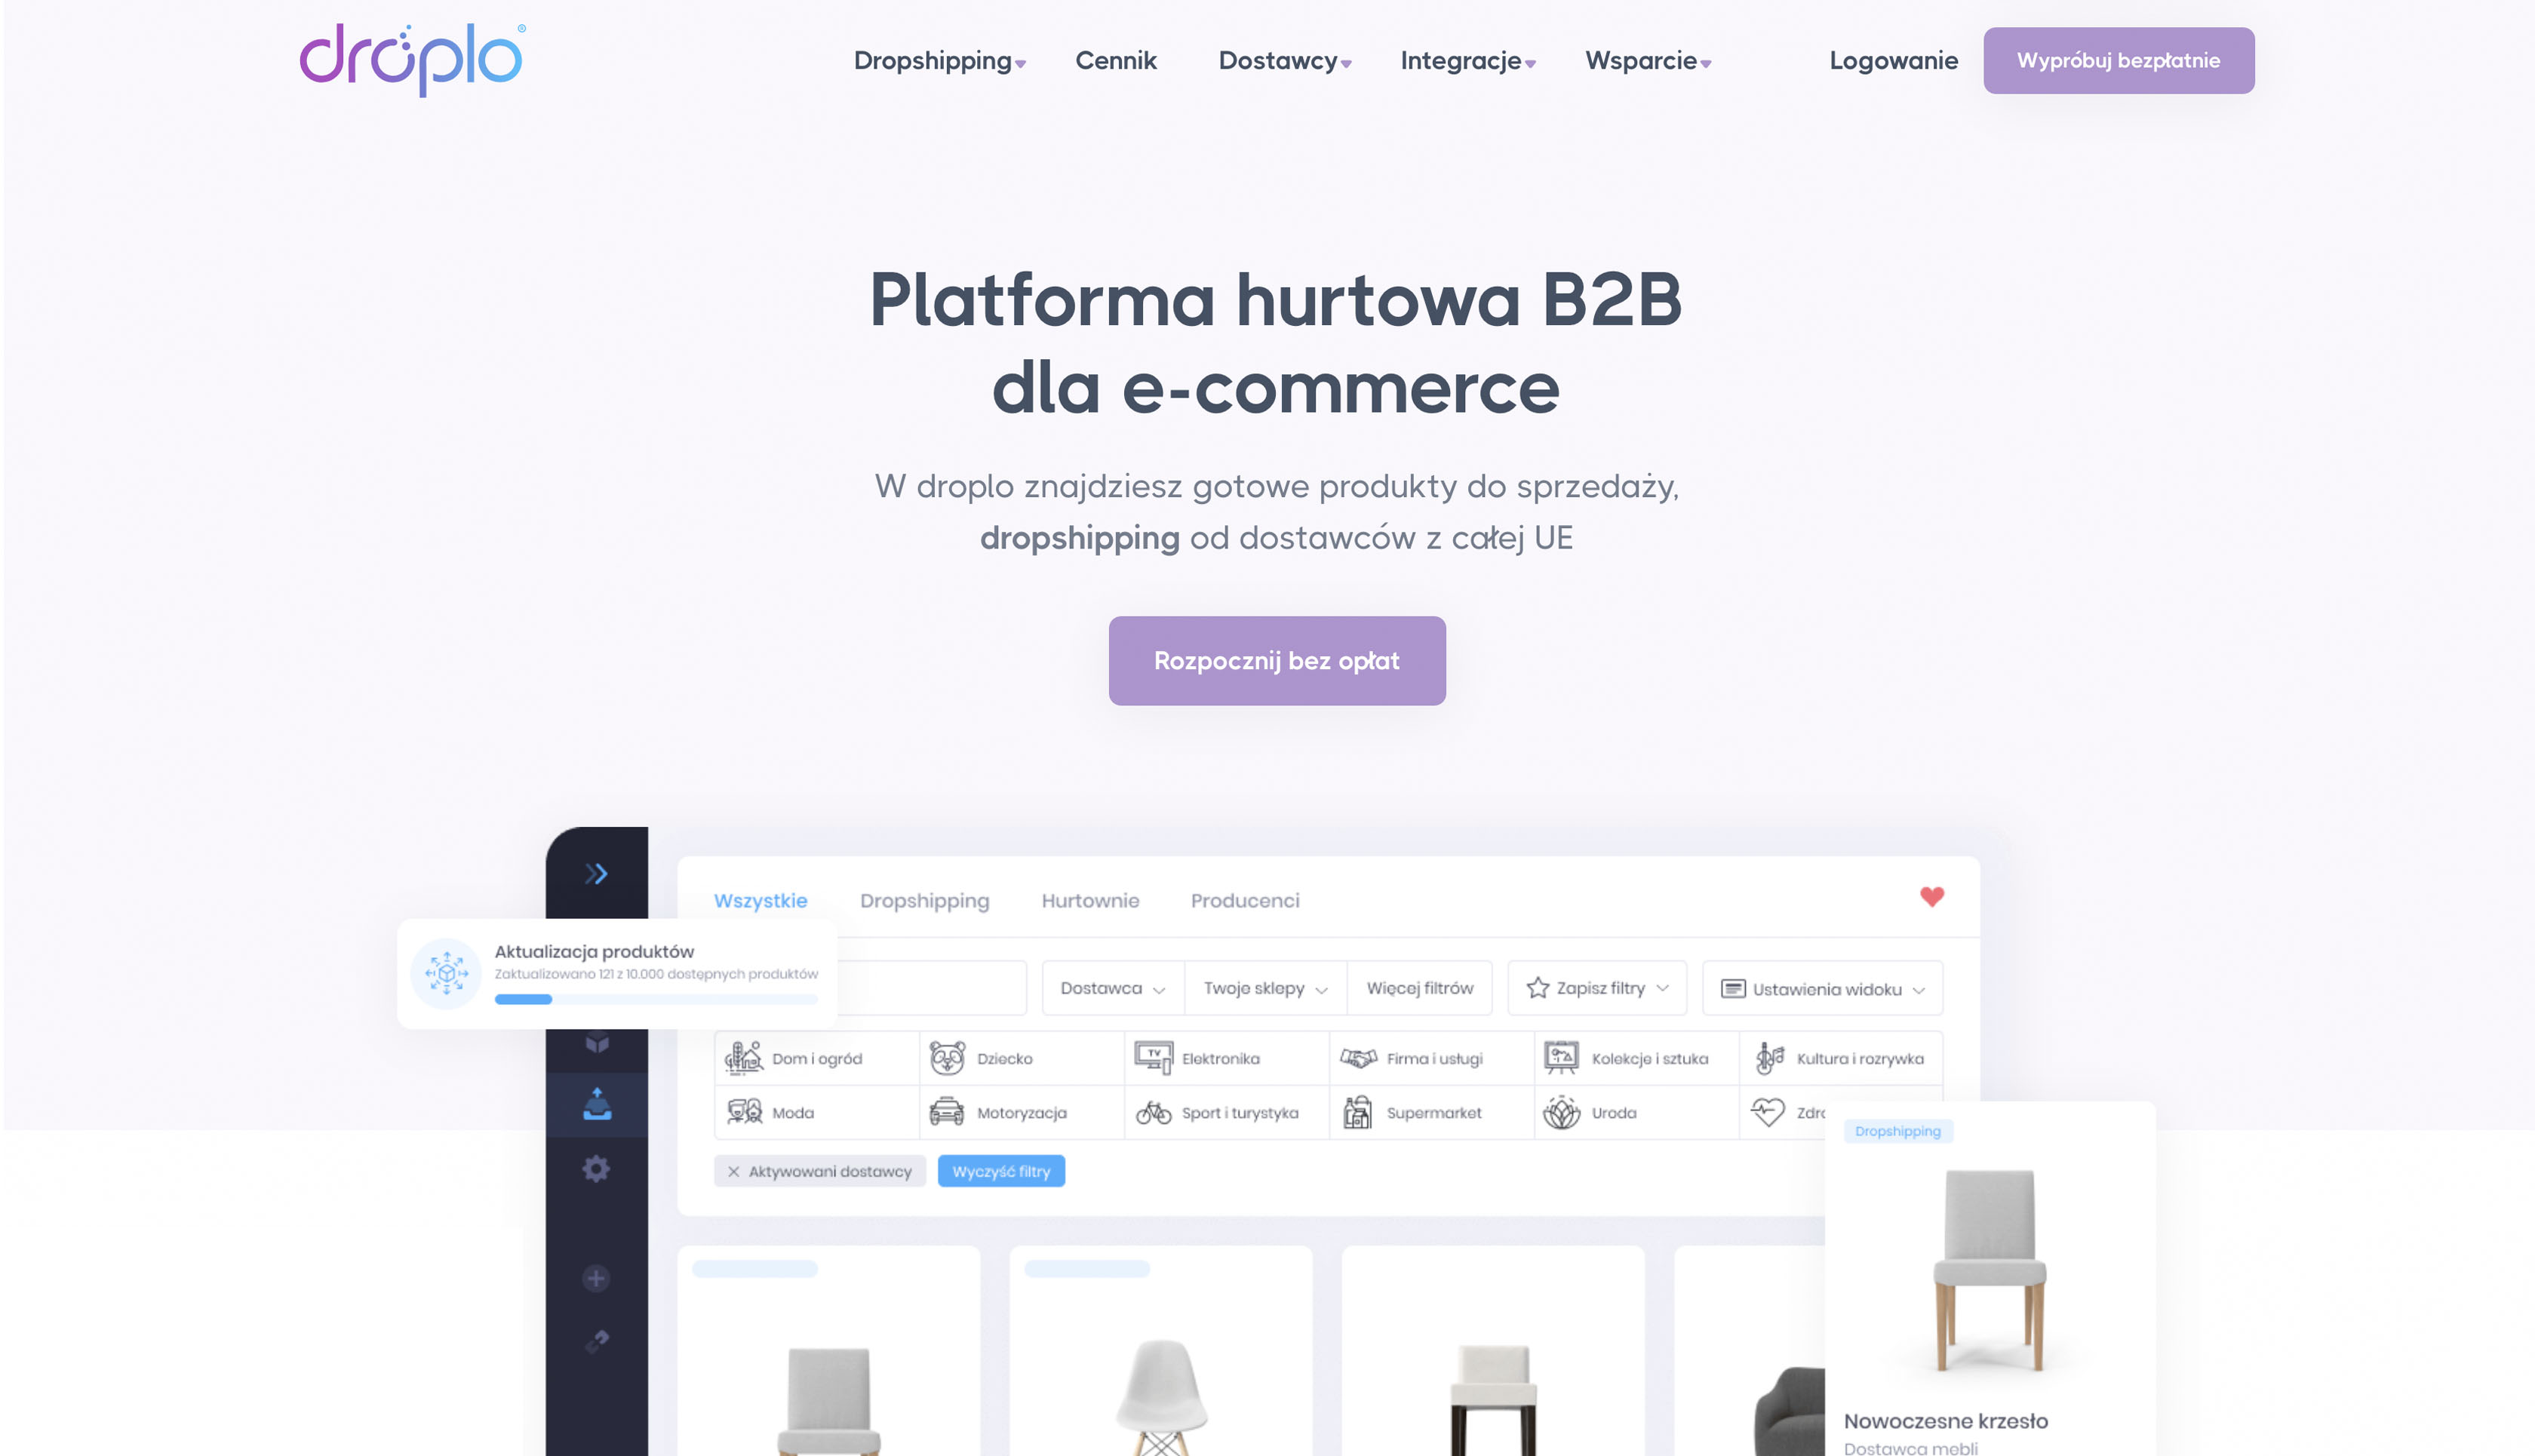 droplo®
Dropshipping
Cennik
Dostawcy
Integracje
Wsparcie
Logowanie
Wypróbuj bezpłatnie
Platforma hurtowa B2B
dla e-commerce
W droplo znajdziesz gotowe produkty do sprzedaży,
dropshipping od dostawców z całej UE
Rozpocznij bez opłat
Wszystkie
Dropshipping
Hurtownie
Producenci
Aktualizacja produktów
Zaktualizowano 121 z 10.000 dostępnych produktów
Dostawca
Twoje sklepy
Więcej filtrów
Zapisz filtry
Ustawienia widoku
Dom i ogród
Dziecko
TV
Elektronika
Firma i usługi
Kolekcje i sztuka
Kultura i rozrywka
Moda
Motoryzacja
Sport i turystyka
Supermarket
Uroda
Zdro
Aktywowani dostawcy
Wyczyść filtry
Dropshipping
Nowoczesne krzesło
Dostawca mebli